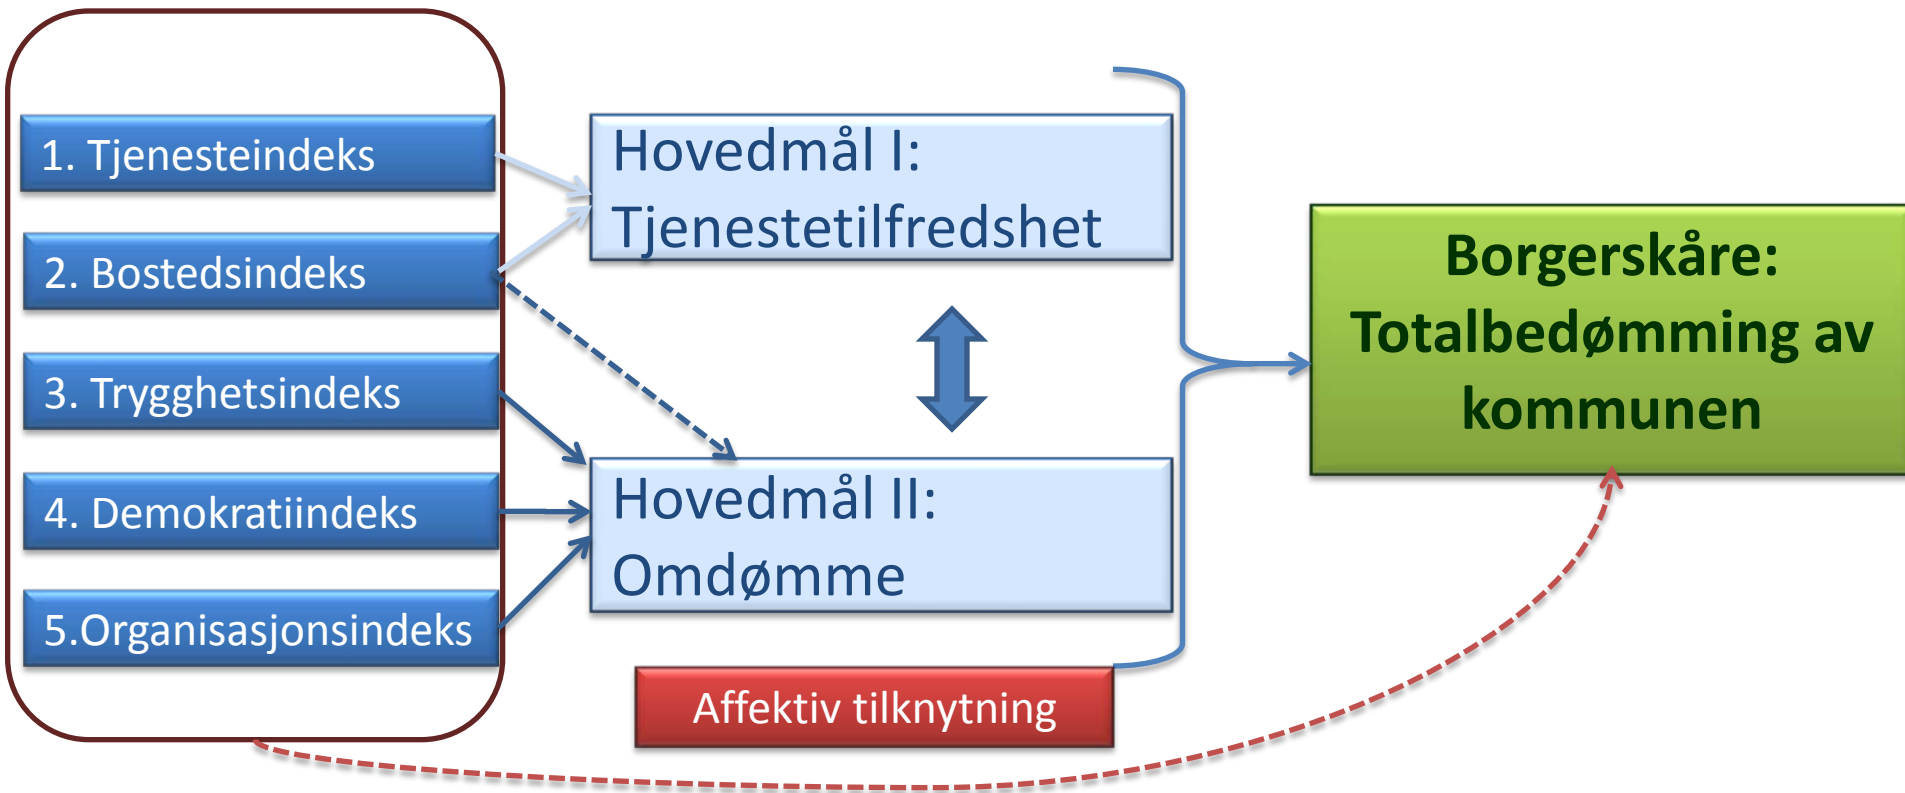 1. Tjenesteindeks
2. Bostedsindeks
3. Trygghetsindeks
4. Demokratiindeks
5.Organisasjonsindeks
Hovedmål I:
Tjenestetilfredshet
Hovedmål II:
Omdømme
Affektiv tilknytning
Borgerskåre:
Totalbedømming av
kommunen